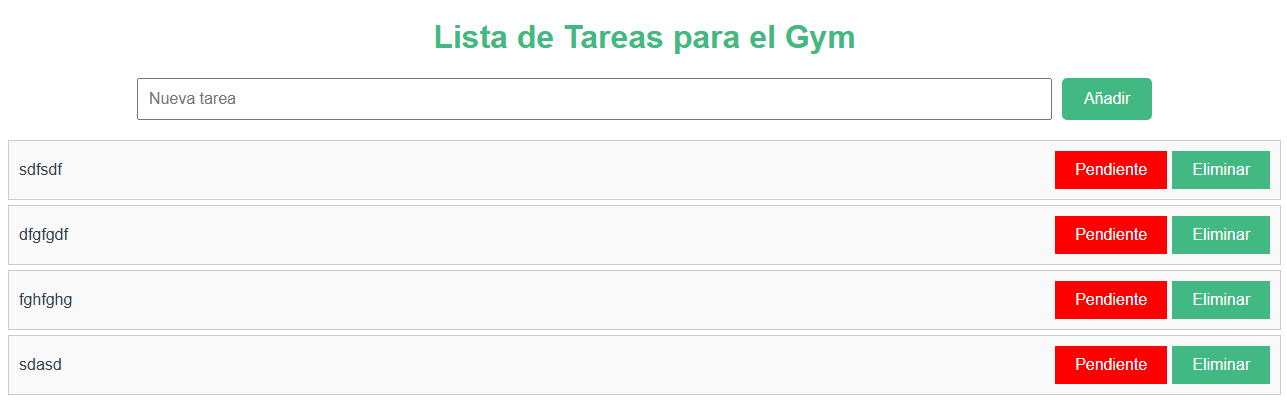 Lista de Tareas para el Gym
Nueva tarea Añadir
sdfsdf Pendiente Eliminar
dfgfgdf Pendiente Eliminar
fghfghg Pendiente Eliminar
sdasd Pendiente Eliminar